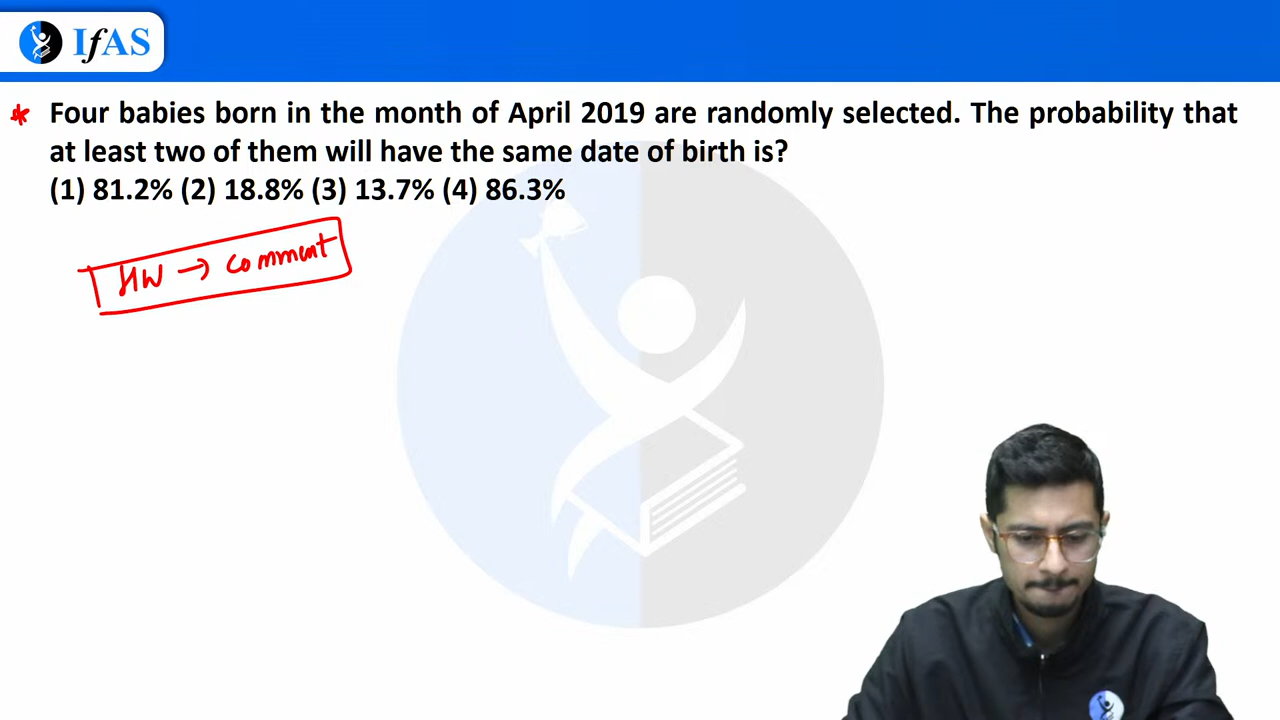 IfAS
* Four babies born in the month of April 2019 are randomly selected. The probability that
at least two of them will have the same date of birth is?
(1) 81.2% (2) 18.8% (3) 13.7% (4) 86.3%
HW → comment